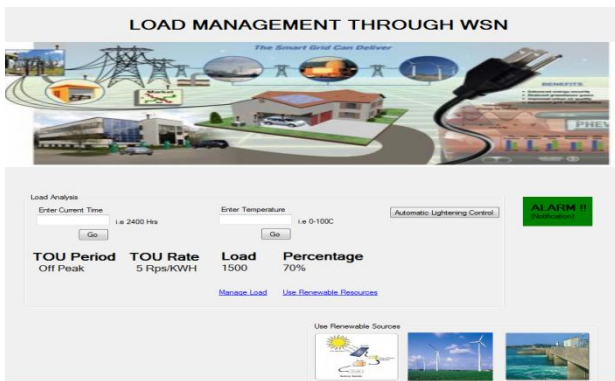 LOAD MANAGEMENT THROUGH WSN
The Smart Grid Can Deliver
Market
BENEFITS
PHEV
Load Analysis
Enter Current Time
i.e 2400 Hrs
Go
Enter Temperature
i.e 0-100C
Go
Automatic Lightening Control
ALARM !!
(Notification)
TOU Period TOU Rate Load Percentage
Off Peak 5 Rps/KWH 1500 70%
Manage Load Use Renewable Resources
Use Renewable Sources